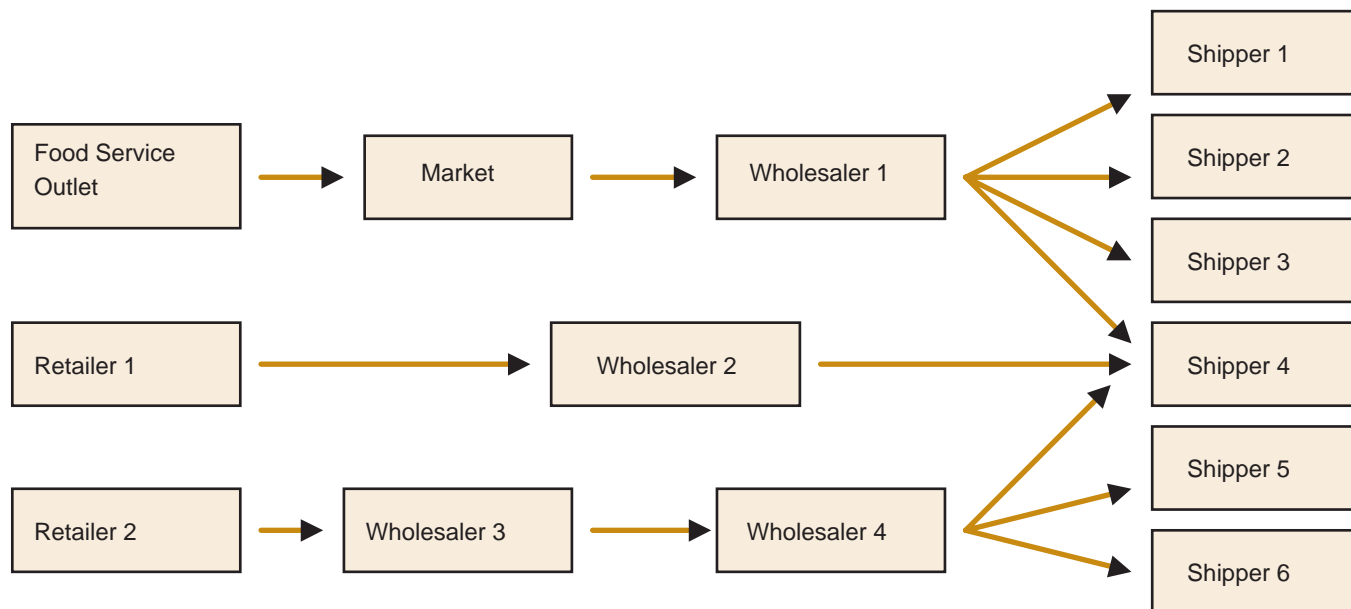 Shipper 1
Food Service
Outlet
Market
Wholesaler 1
Shipper 2
Shipper 3
Retailer 1
Wholesaler 2
Shipper 4
Shipper 5
Retailer 2
Wholesaler 3
Wholesaler 4
Shipper 6